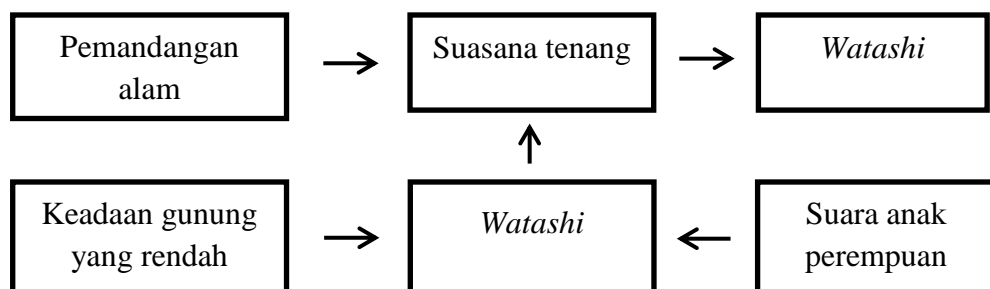 Pemandangan
alam
Suasana tenang
Watashi
Keadaan gunung
yang rendah
Watashi
Suara anak
perempuan